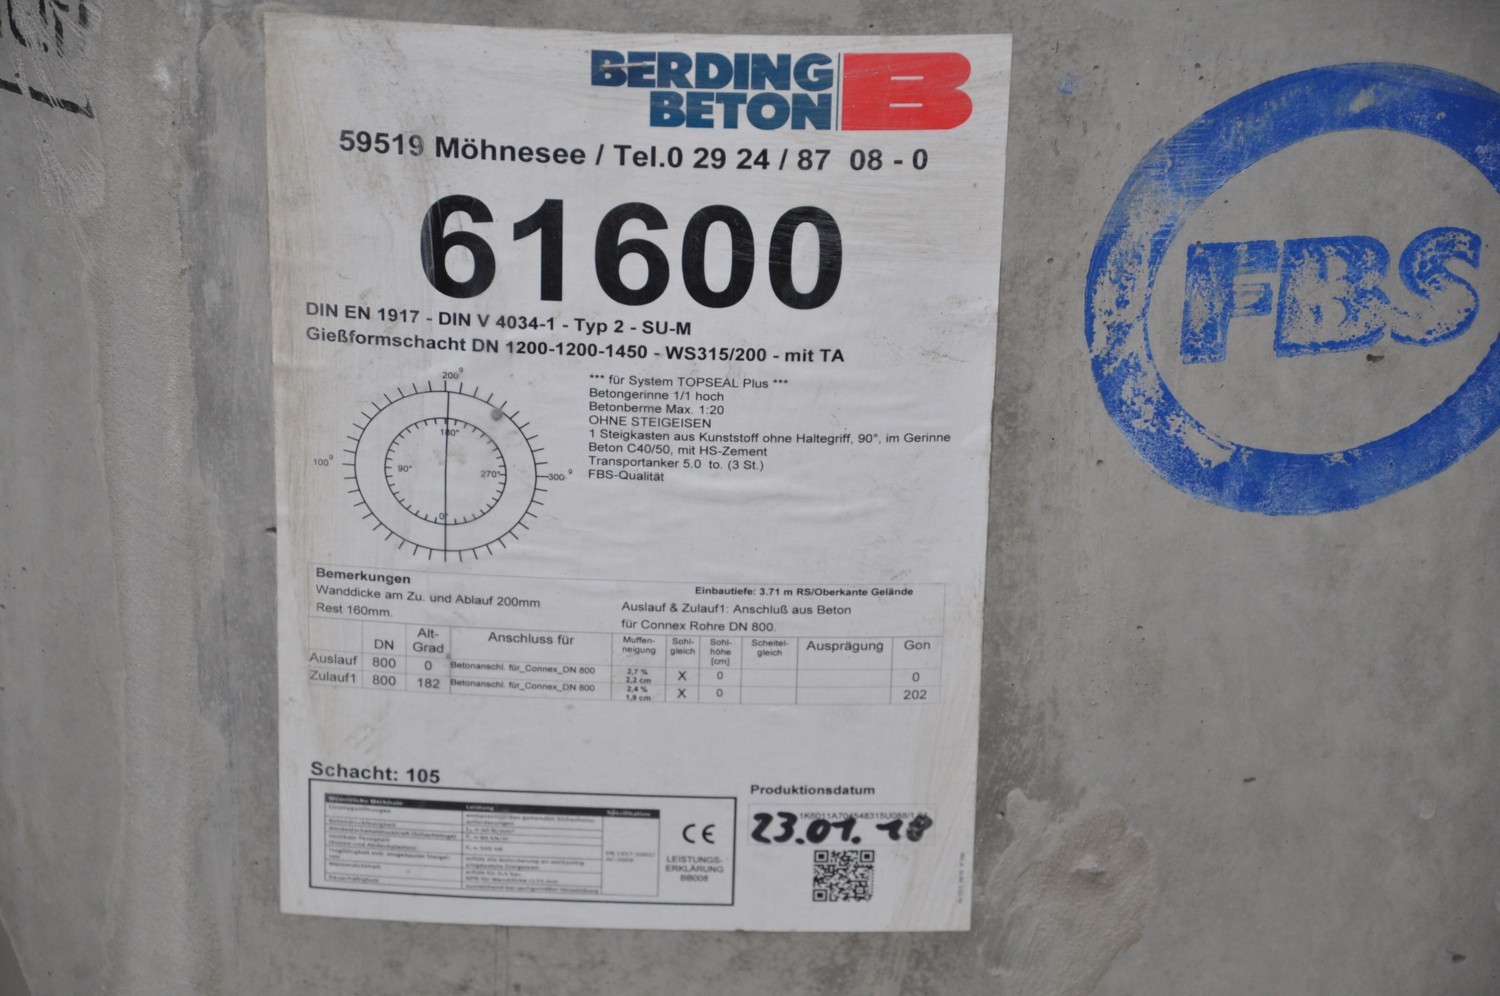 BERDING
BETON
B
59519 Möhnesee / Tel.0 29 24 / 87 08 - 0
61600
DIN EN 1917 - DIN V 4034-1 - Typ 2 - SU-M
Gießformschacht DN 1200-1200-1450 - WS315/200 - mit TA
200g
180°
100g
90°
270°
300 g
0°
*** für System TOPSEAL Plus ***
Betongerinne 1/1 hoch
Betonberme Max. 1:20
OHNE STEIGEISEN
1 Steigkasten aus Kunststoff ohne Haltegriff, 90°, im Gerinne
Beton C40/50, mit HS-Zement
Transportanker 5.0 to. (3 St.)
FBS-Qualität
FBS
Bemerkungen
Wanddicke am Zu. und Ablauf 200mm
Rest 160mm.
Einbautiefe: 3.71 m RS/Oberkante Gelände
Auslauf & Zulauf1: Anschluß aus Beton
für Connex Rohre DN 800.
DN Alt-Grad Anschluss für Muffen-neigung Sohl-gleich Sohl-höhe [cm] Scheitel-gleich Ausprägung Gon
Auslauf 800 0 Betonanschl. für_Connex_DN 800 2,7 % 2,2 cm X 0 0
Zulauf1 800 182 Betonanschl. für_Connex_DN 800 2,4 % 1,9 cm X 0 202
Schacht: 105
Wesentliche Merkmale Leistung Spezifikation
CE
LEISTUNGS-
ERKLÄRUNG
BB008
Produktionsdatum
23.01.18